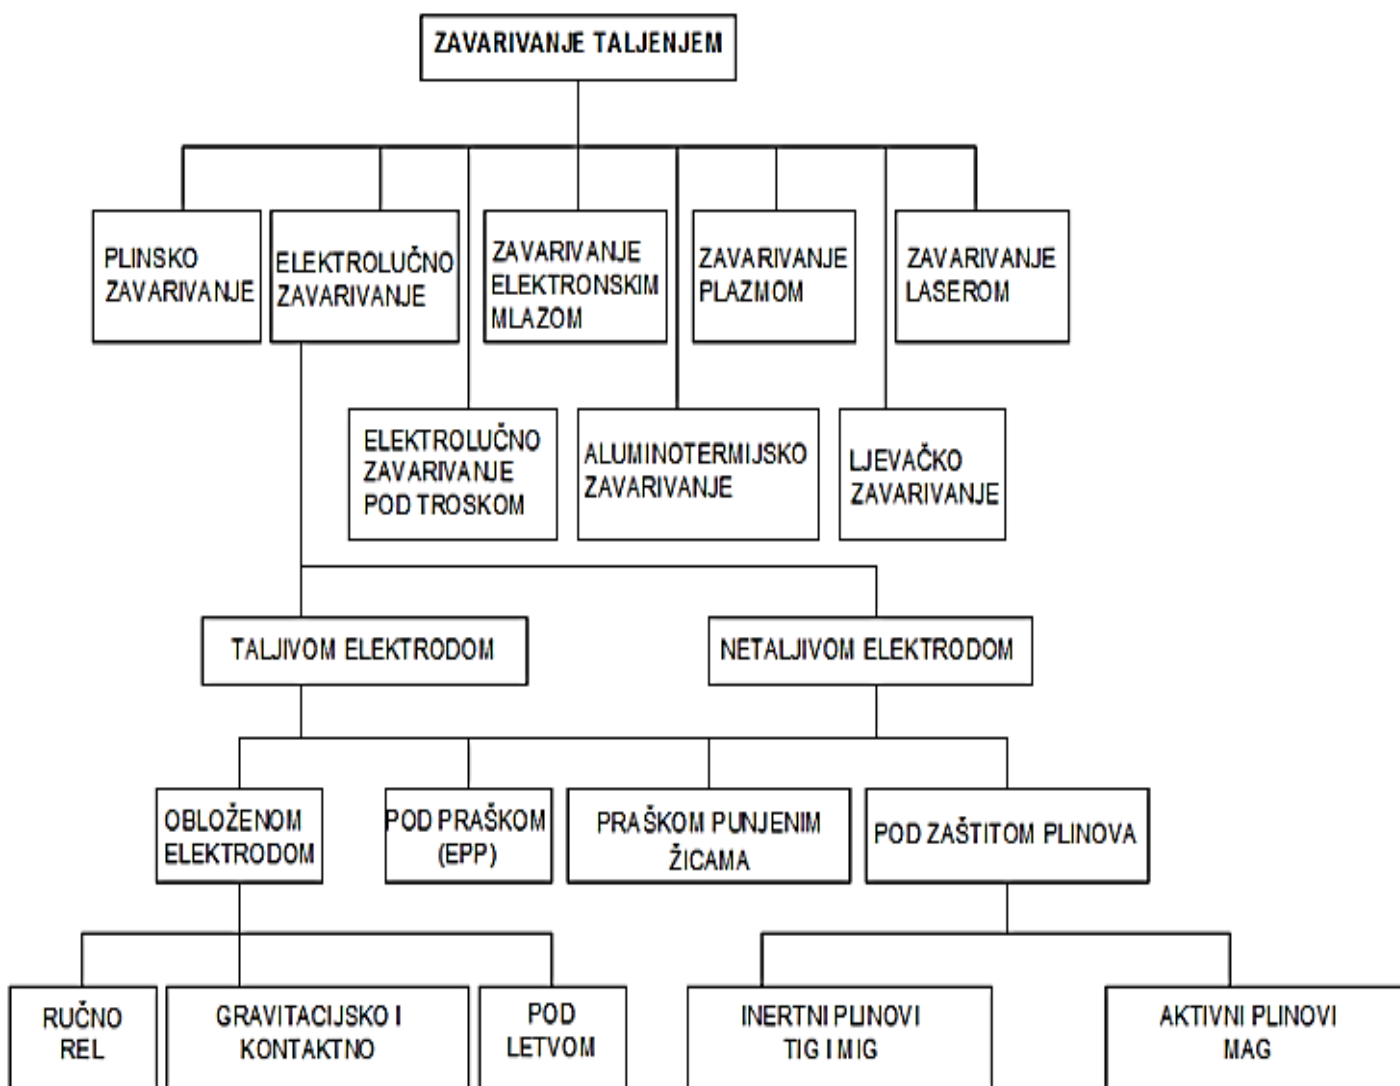 ZAVARIVANJE TALJENJEM
PLINSKO
ZAVARIVANJE
ELEKTROLUČNO
ZAVARIVANJE
ZAVARIVANJE
ELEKTRONSKIM
MLAZOM
ZAVARIVANJE
PLAZMOM
ZAVARIVANJE
LASEROM
ELEKTROLUČNO
ZAVARIVANJE
POD TROSKOM
ALUMINOTERMIJSKO
ZAVARIVANJE
LJEVAČKO
ZAVARIVANJE
TALJIVOM ELEKTRODOM
NETALJIVOM ELEKTRODOM
OBLOŽENOM
ELEKTRODOM
POD PRAŠKOM
(EPP)
PRAŠKOM PUNJENIM
ŽICAMA
POD ZAŠTITOM PLINOVA
RUČNO
REL
GRAVITACIJSKO I
KONTAKTNO
POD
LETVOM
INERTNI PLINOVI
TIG I MIG
AKTIVNI PLINOVI
MAG